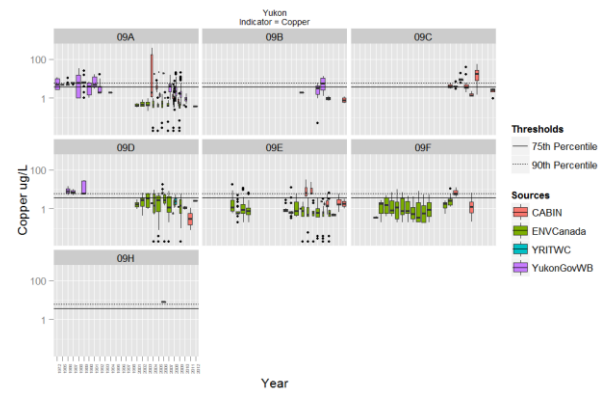 Yukon
Indicator = Copper
09A
09B
09C
100
1
09D
09E
09F
100
1
09H
100
1
Copper ug/L
Year
Thresholds
75th Percentile
90th Percentile
Sources
CABIN
ENVCanada
YRITWC
YukonGovWB